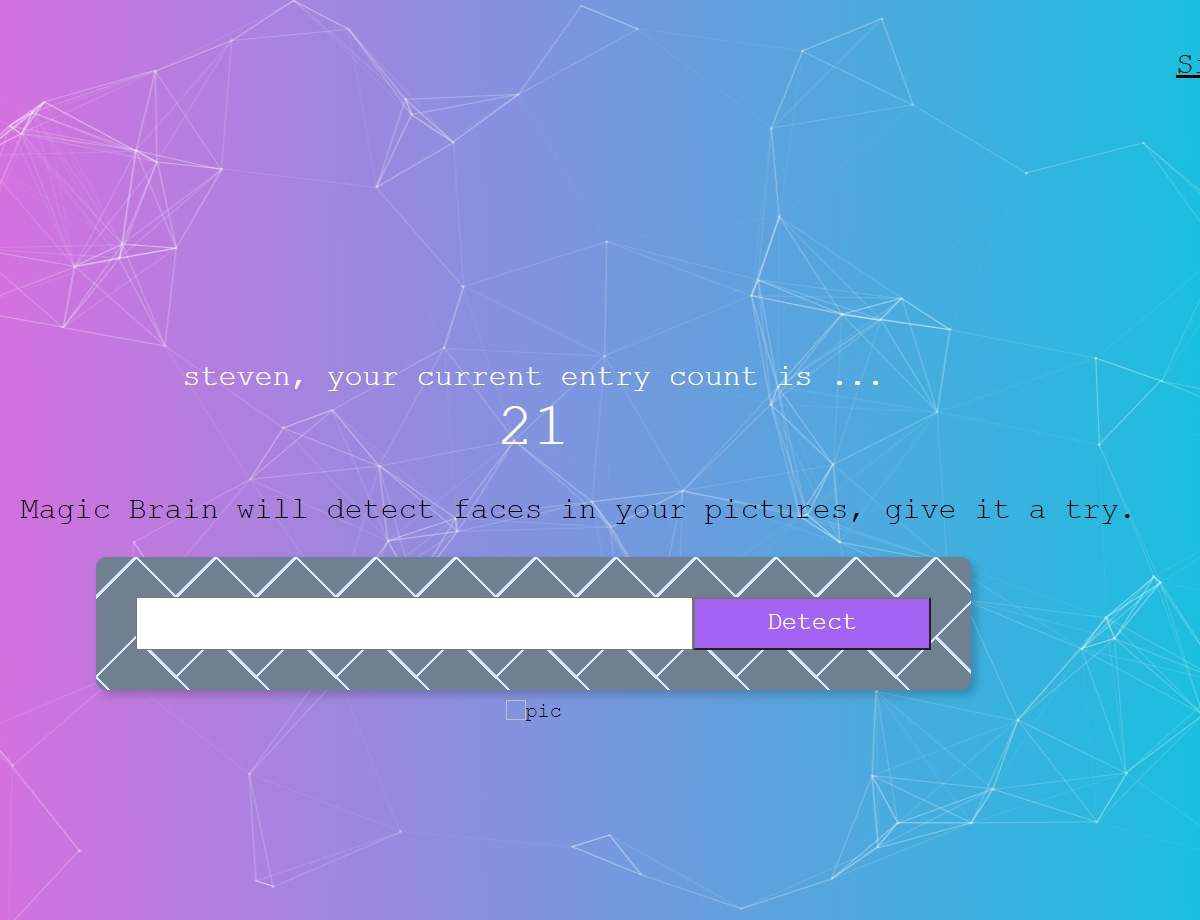 steven, your current entry count is ...
21
Magic Brain will detect faces in your pictures, give it a try.
Detect
pic